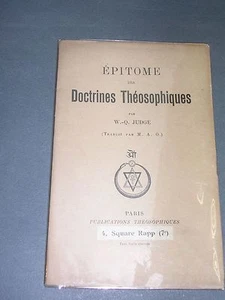 ÉPITOME
DES
Doctrines Théosophiques
PAR
W.-Q. JUDGE
(TRADUIT PAR M. A. O.)
PARIS
PUBLICATIONS THÉOSOPHIQUES
4, Square Rapp (7e)